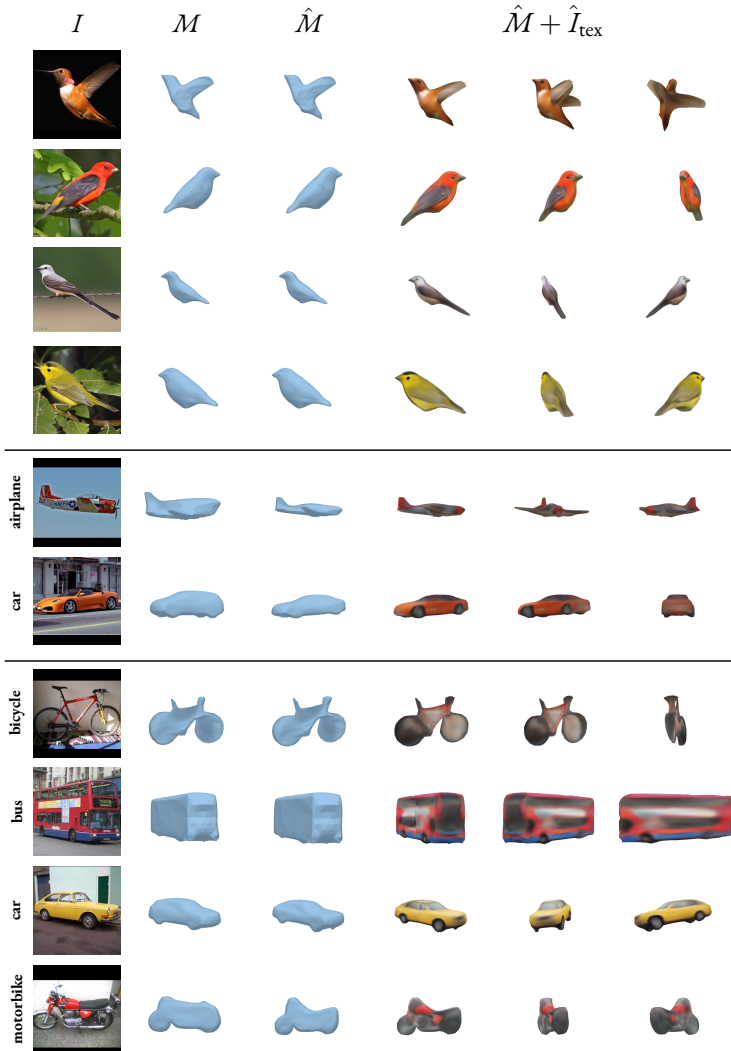 I M M̂ M̂ + Î_tex
airplane
car
bicycle
bus
car
motorbike